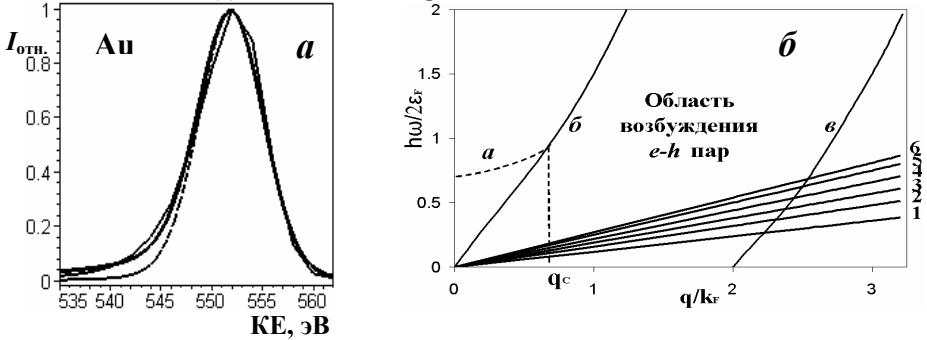 Iотн.
Au
а
1
0.8
0.6
0.4
0.2
0
535 540 545 550 555 560
КЕ, эВ
б
hω/2εF
2
1.5
1
0.5
0
Область
возбуждения
e-h пар
а
б
в
6
5
4
3
2
1
0 qC 1 2 3
q/kF